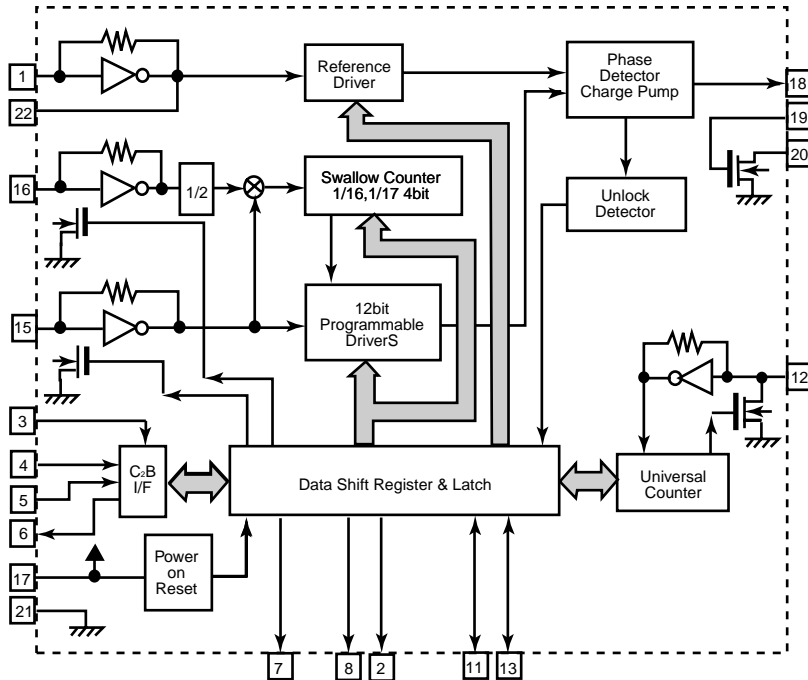 1
22
16
15
3
4
5
6
17
21
Reference
Driver
Phase
Detector
Charge Pump
18
19
20
1/2
Swallow Counter
1/16,1/17 4bit
Unlock
Detector
12bit
Programmable
DriverS
12
C2B
I/F
Data Shift Register & Latch
Universal
Counter
Power
on
Reset
7
8
2
11
13